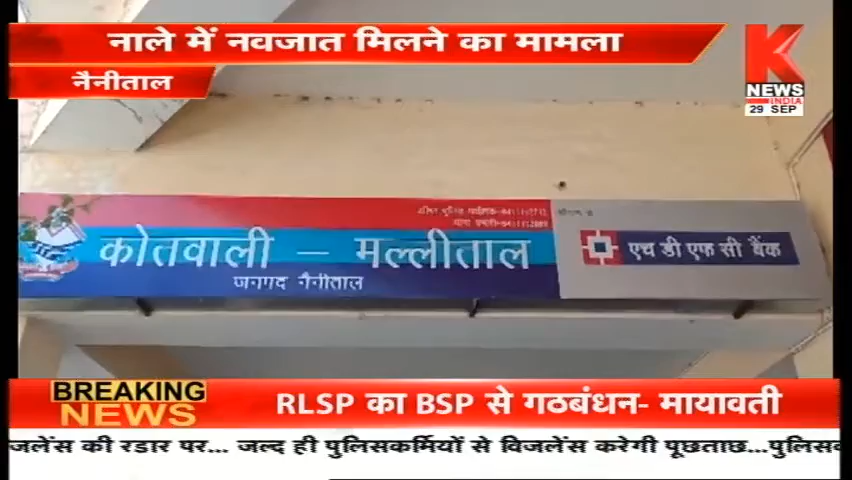 नाले में नवजात मिलने का मामला
नैनीताल
K
NEWS
INDIA
29 SEP
कोतवाली – मल्लीताल
जनपद नैनीताल
एच डी एफ सी बैंक
BREAKING
NEWS
RLSP का BSP से गठबंधन- मायावती
जलेंस की रडार पर... जल्द ही पुलिसकर्मियों से विजलेंस करेगी पूछताछ...पुलिसक